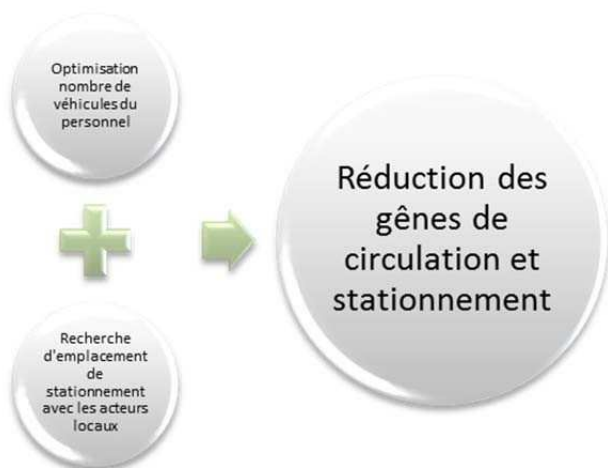 Optimisation
nombre de
véhicules du
personnel
Recherche
d'emplacement
de
stationnement
avec les acteurs
locaux
Réduction des
gênes de
circulation et
stationnement